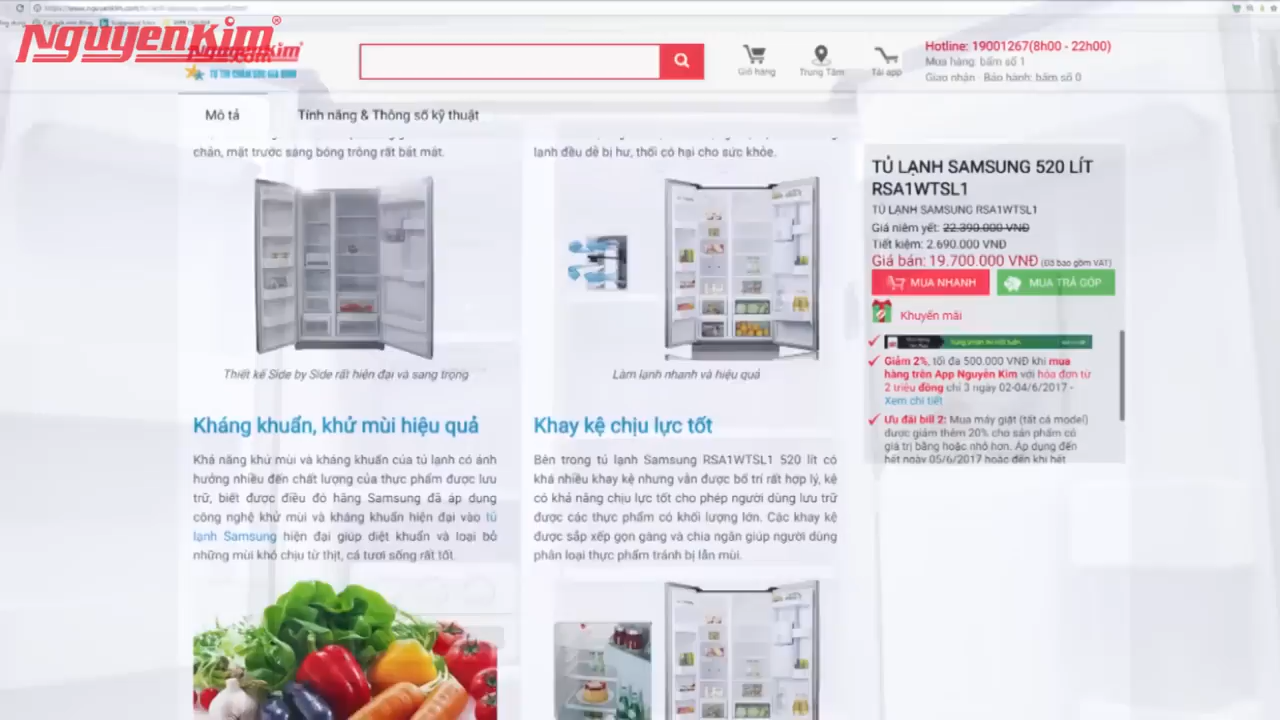 NguyenKim®
.com
TỪ TÂM CHĂM SÓC GIA ĐÌNH
Giỏ hàng
Trung Tâm
Tải app
Hotline: 19001267(8h00 - 22h00)
Mua hàng: bấm số 1
Giao nhận - Bảo hành: bấm số 0
Mô tả
Tính năng & Thông số kỹ thuật
chắn, mặt trước sáng bóng trông rất bắt mắt.
Thiết kế Side by Side rất hiện đại và sang trọng
Kháng khuẩn, khử mùi hiệu quả
Khả năng khử mùi và kháng khuẩn của tủ lạnh có ảnh
hưởng nhiều đến chất lượng của thực phẩm được lưu
trữ, biết được điều đó hãng Samsung đã áp dụng
công nghệ khử mùi và kháng khuẩn hiện đại vào tủ
lạnh Samsung hiện đại giúp diệt khuẩn và loại bỏ
những mùi khó chịu từ thịt, cá tươi sống rất tốt.
lạnh đều dễ bị hư, thối có hại cho sức khỏe.
Làm lạnh nhanh và hiệu quả
Khay kệ chịu lực tốt
Bên trong tủ lạnh Samsung RSA1WTSL1 520 lít có
khá nhiều khay kệ nhưng vẫn được bố trí rất hợp lý, kệ
có khả năng chịu lực tốt cho phép người dùng lưu trữ
được các thực phẩm có khối lượng lớn. Các khay kệ
được sắp xếp gọn gàng và chia ngăn giúp người dùng
phân loại thực phẩm tránh bị lẫn mùi.
TỦ LẠNH SAMSUNG 520 LÍT
RSA1WTSL1
TỦ LẠNH SAMSUNG RSA1WTSL1
Giá niêm yết: 22.390.000 VNĐ
Tiết kiệm: 2.690.000 VNĐ
Giá bán: 19.700.000 VNĐ (Đã bao gồm VAT)
MUA NHANH
MUA TRẢ GÓP
Khuyến mãi
Giảm 2%, tối đa 500.000 VNĐ khi mua
hàng trên App Nguyễn Kim với hóa đơn từ
2 triệu đồng chỉ 3 ngày 02-04/6/2017 -
Xem chi tiết
Ưu đãi bill 2: Mua máy giặt (tất cả model)
được giảm thêm 20% cho sản phẩm có
giá trị bằng hoặc nhỏ hơn. Áp dụng đến
hết ngày 05/6/2017 hoặc đến khi hết